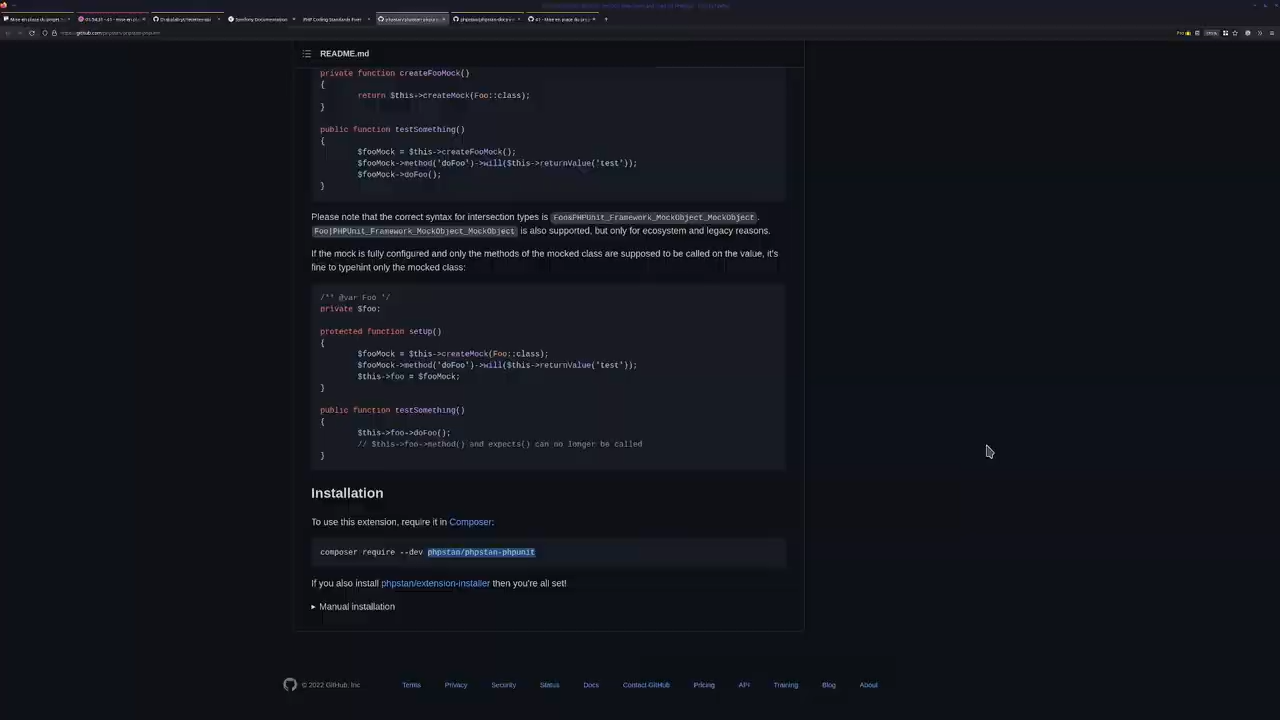 Symfony Documentation
PHP Coding Standards Fixer
README.md
private function createFooMock()
{
return $this->createMock(Foo::class);
}
public function testSomething()
{
$fooMock = $this->createFooMock();
$fooMock->method('doFoo')->will($this->returnValue('test'));
$fooMock->doFoo();
}
Please note that the correct syntax for intersection types is Foo&PHPUnit_Framework_MockObject_MockObject.
Foo|PHPUnit_Framework_MockObject_MockObject is also supported, but only for ecosystem and legacy reasons.
If the mock is fully configured and only the methods of the mocked class are supposed to be called on the value, it's
fine to typehint only the mocked class:
/** @var Foo */
private $foo;
protected function setUp()
{
$fooMock = $this->createMock(Foo::class);
$fooMock->method('doFoo')->will($this->returnValue('test'));
$this->foo = $fooMock;
}
public function testSomething()
{
$this->foo->doFoo();
// $this->foo->method() and expects() can no longer be called
}
Installation
To use this extension, require it in Composer:
composer require --dev phpstan/phpstan-phpunit
If you also install phpstan/extension-installer then you're all set!
▸ Manual installation
© 2022 GitHub, Inc.
Terms
Privacy
Security
Status
Docs
Contact GitHub
Pricing
API
Training
Blog
About